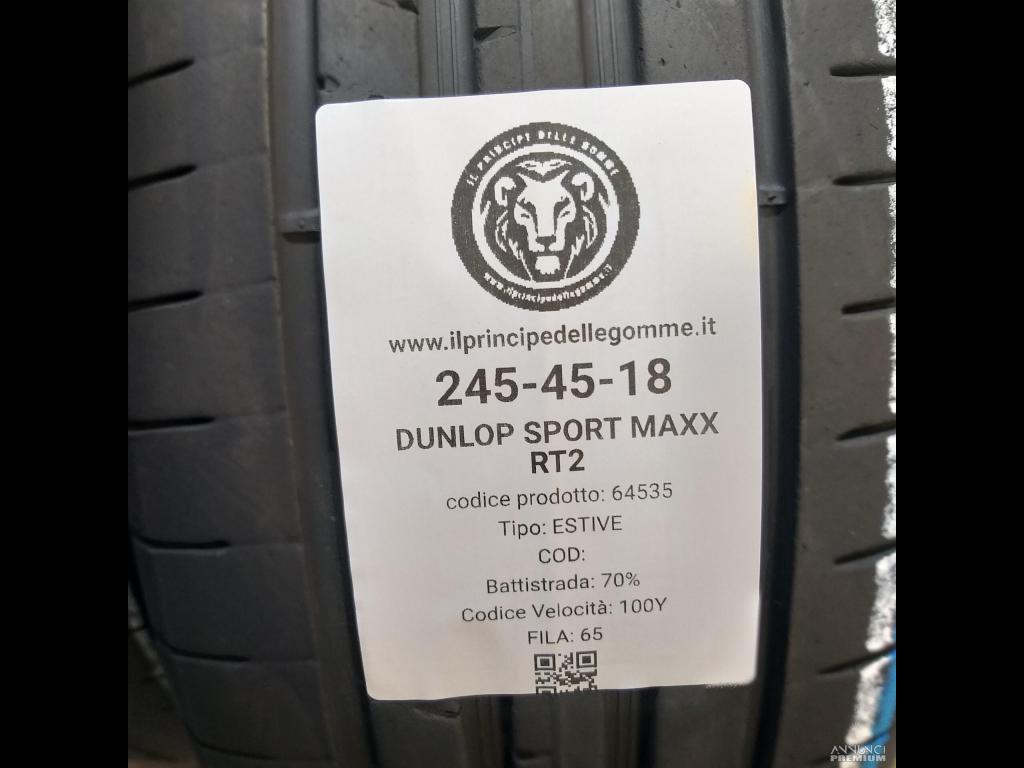 IL PRINCIPE DELLE GOMME
www.ilprincipedellegomme.it
www.ilprincipedellegomme.it
245-45-18
DUNLOP SPORT MAXX
RT2
codice prodotto: 64535
Tipo: ESTIVE
COD:
Battistrada: 70%
Codice Velocità: 100Y
FILA: 65
ANNUNCI
PREMIUM